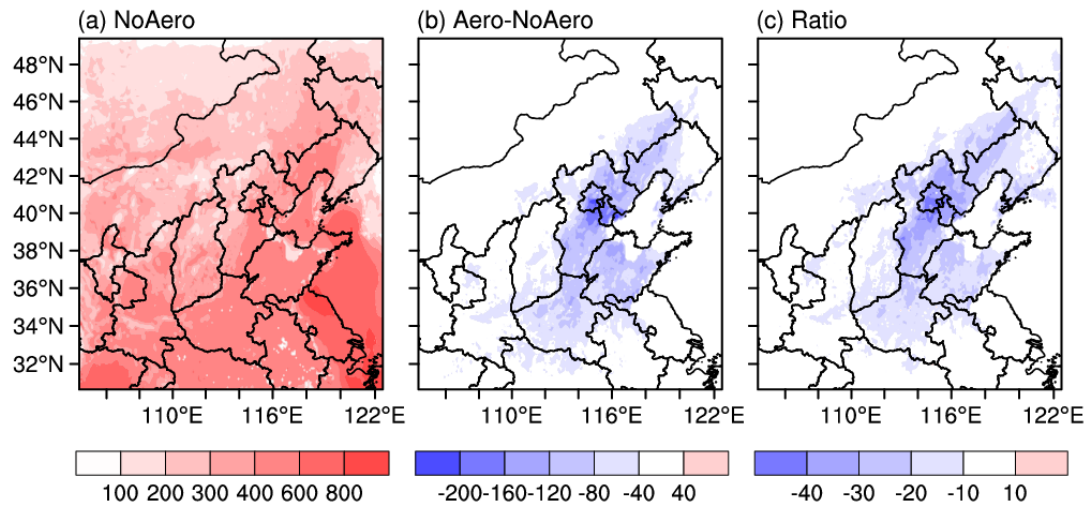 (a) NoAero
(b) Aero-NoAero
(c) Ratio
48°N
46°N
44°N
42°N
40°N
38°N
36°N
34°N
32°N
110°E 116°E 122°E
110°E 116°E 122°E
110°E 116°E 122°E
100 200 300 400 600 800
-200 -160 -120 -80 -40 40
-40 -30 -20 -10 10